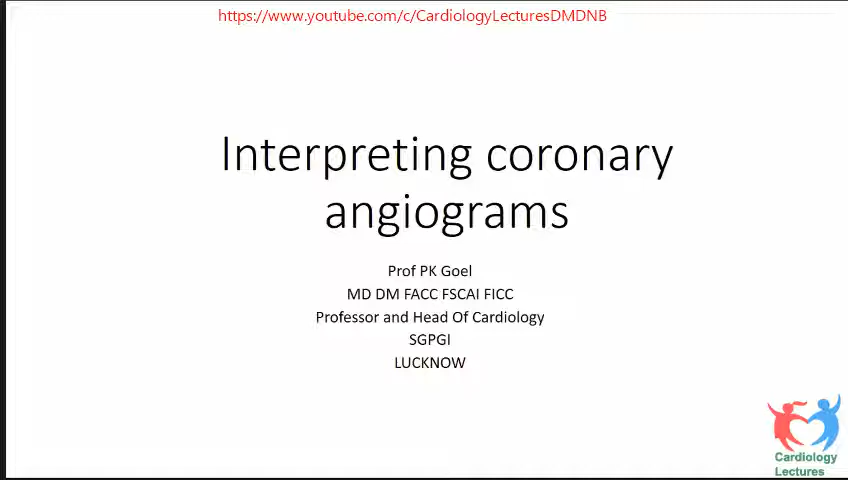 https://www.youtube.com/c/CardiologyLecturesDMDNB
Interpreting coronary
angiograms
Prof PK Goel
MD DM FACC FSCAI FICC
Professor and Head Of Cardiology
SGPGI
LUCKNOW
Cardiology
Lectures